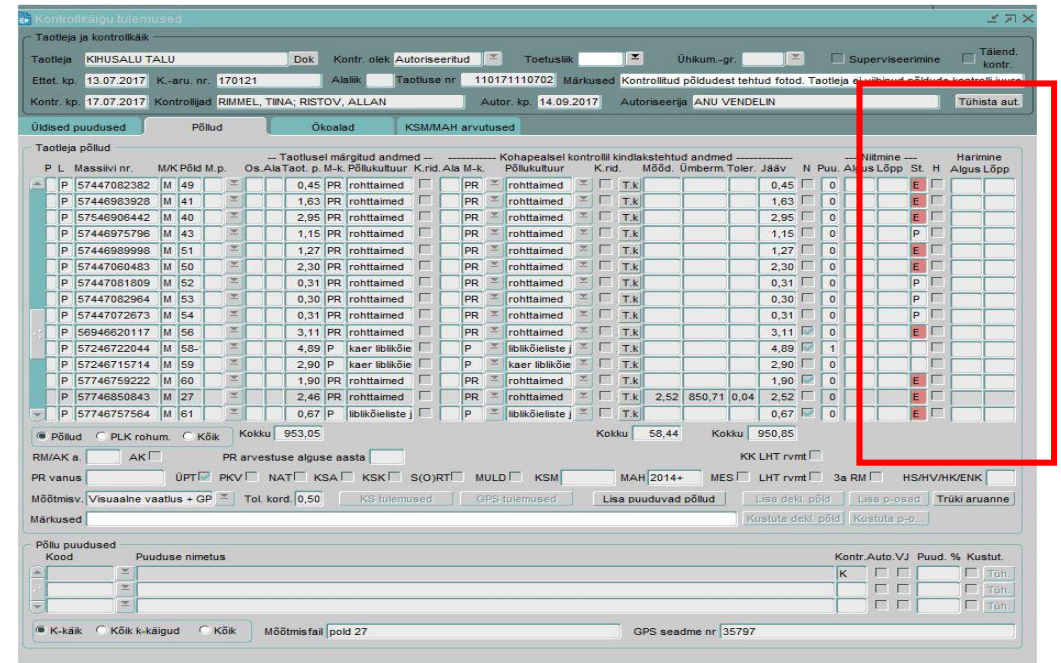 Kontrollkäigu tulemused
Taotleja ja kontrollkäik
Taotleja KIHUSALU TALU Dok Kontr. olek Autoriseeritud Toetusliik Ühikum.-gr. Superviseerimine Täiend. kontr.
Ettet. kp. 13.07.2017 K.-aru. nr. 170121 Alaliik Taotluse nr 110171110702 Märkused Kontrollitud põldudest tehtud fotod. Taotleja ei viibinud põldude kontrolli juure
Kontr. kp. 17.07.2017 Kontrollijad RIMMEL, TIINA; RISTOV, ALLAN Autor. kp. 14.09.2017 Autoriseerija ANU VENDELIN Tühista aut.
Üldised puudused Põllud Ökoalad KSM/MAH arvutused
Taotleja põllud
-- Taotlusel märgitud andmed -- ---------- Kohapealsel kontrollil kindlakstehtud andmed ------------- --- Niitmine --- Harimine
P L Massiivi nr. M/K Põld M.p. Os. Ala Taot. p. M-k. Põllukultuur K.rid. Ala M-k. Põllukultuur K.rid. Mõõd. Ümberm. Toler. Jääv N Puu. Algus Lõpp St. H Algus Lõpp
P 57447082382 M 49 0,45 PR rohttaimed PR rohttaimed T.k 0,45 0 E
P 57446983928 M 41 1,63 PR rohttaimed PR rohttaimed T.k 1,63 0 E
P 57546906442 M 40 2,95 PR rohttaimed PR rohttaimed T.k 2,95 0 E
P 57446975796 M 43 1,15 PR rohttaimed PR rohttaimed T.k 1,15 0 P
P 57446989998 M 51 1,27 PR rohttaimed PR rohttaimed T.k 1,27 0 E
P 57447060483 M 50 2,30 PR rohttaimed PR rohttaimed T.k 2,30 0 E
P 57447081809 M 52 0,31 PR rohttaimed PR rohttaimed T.k 0,31 0 P
P 57447082964 M 53 0,30 PR rohttaimed PR rohttaimed T.k 0,30 0 P
P 57447072673 M 54 0,31 PR rohttaimed PR rohttaimed T.k 0,31 0 P
P 56946620117 M 56 3,11 PR rohttaimed PR rohttaimed T.k 3,11 0 E
P 57246722044 M 58- 4,89 P kaer liblikõie P liblikõieliste j T.k 4,89 1
P 57246715714 M 59 2,90 P kaer liblikõie P kaer liblikõie T.k 2,90 0
P 57746759222 M 60 1,90 PR rohttaimed PR rohttaimed T.k 1,90 0 E
P 57746850843 M 27 2,46 PR rohttaimed PR rohttaimed T.k 2,52 850,71 0,04 2,52 0 E
P 57746757564 M 61 0,67 P liblikõieliste j P liblikõieliste j T.k 0,67 0 E
Põllud PLK rohum. Kõik Kokku 953,05 Kokku 58,44 Kokku 950,85
RM/AK a. AK PR arvestuse alguse aasta KK LHT rvmt
PR vanus ÜPT PKV NAT KSA KSK S(O)RT MULD KSM MAH 2014+ MES LHT rvmt 3a RM HS/HV/HK/ENK
Mõõtmisv. Visuaalne vaatlus + GP Tol. kord. 0,50 KS tulemused GPS tulemused Lisa puuduvad põllud Lisa dekl. põld Lisa p-osad Trüki aruanne
Märkused Kustuta dekl. põld Kustuta p-o...
Põllu puudused
Kood Puuduse nimetus Kontr. Auto. VJ Puud. % Kustut.
K Tüh.
Tüh.
Tüh.
K-käik Kõik k-käigud Kõik Mõõtmisfail pold 27 GPS seadme nr 35797